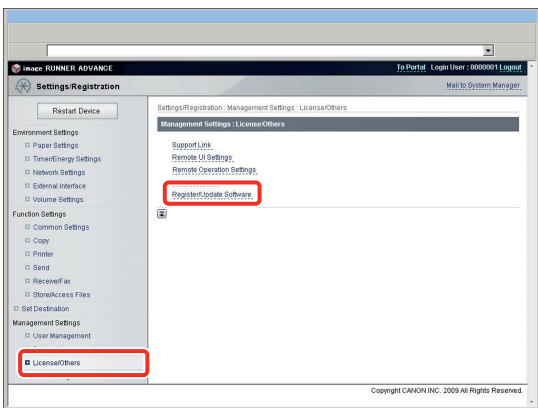 image RUNNER ADVANCE
To Portal Login User : 0000001 Logout
Settings/Registration
Mail to System Manager
Restart Device
Settings/Registration : Management Settings : License/Others
Management Settings : License/Others
Environment Settings
Paper Settings
Timer/Energy Settings
Network Settings
External Interface
Volume Settings
Function Settings
Common Settings
Copy
Printer
Send
Receive/Fax
Store/Access Files
Set Destination
Management Settings
User Management
License/Others
Support Link
Remote UI Settings
Remote Operation Settings
Register/Update Software
Copyright CANON INC. 2009 All Rights Reserved.